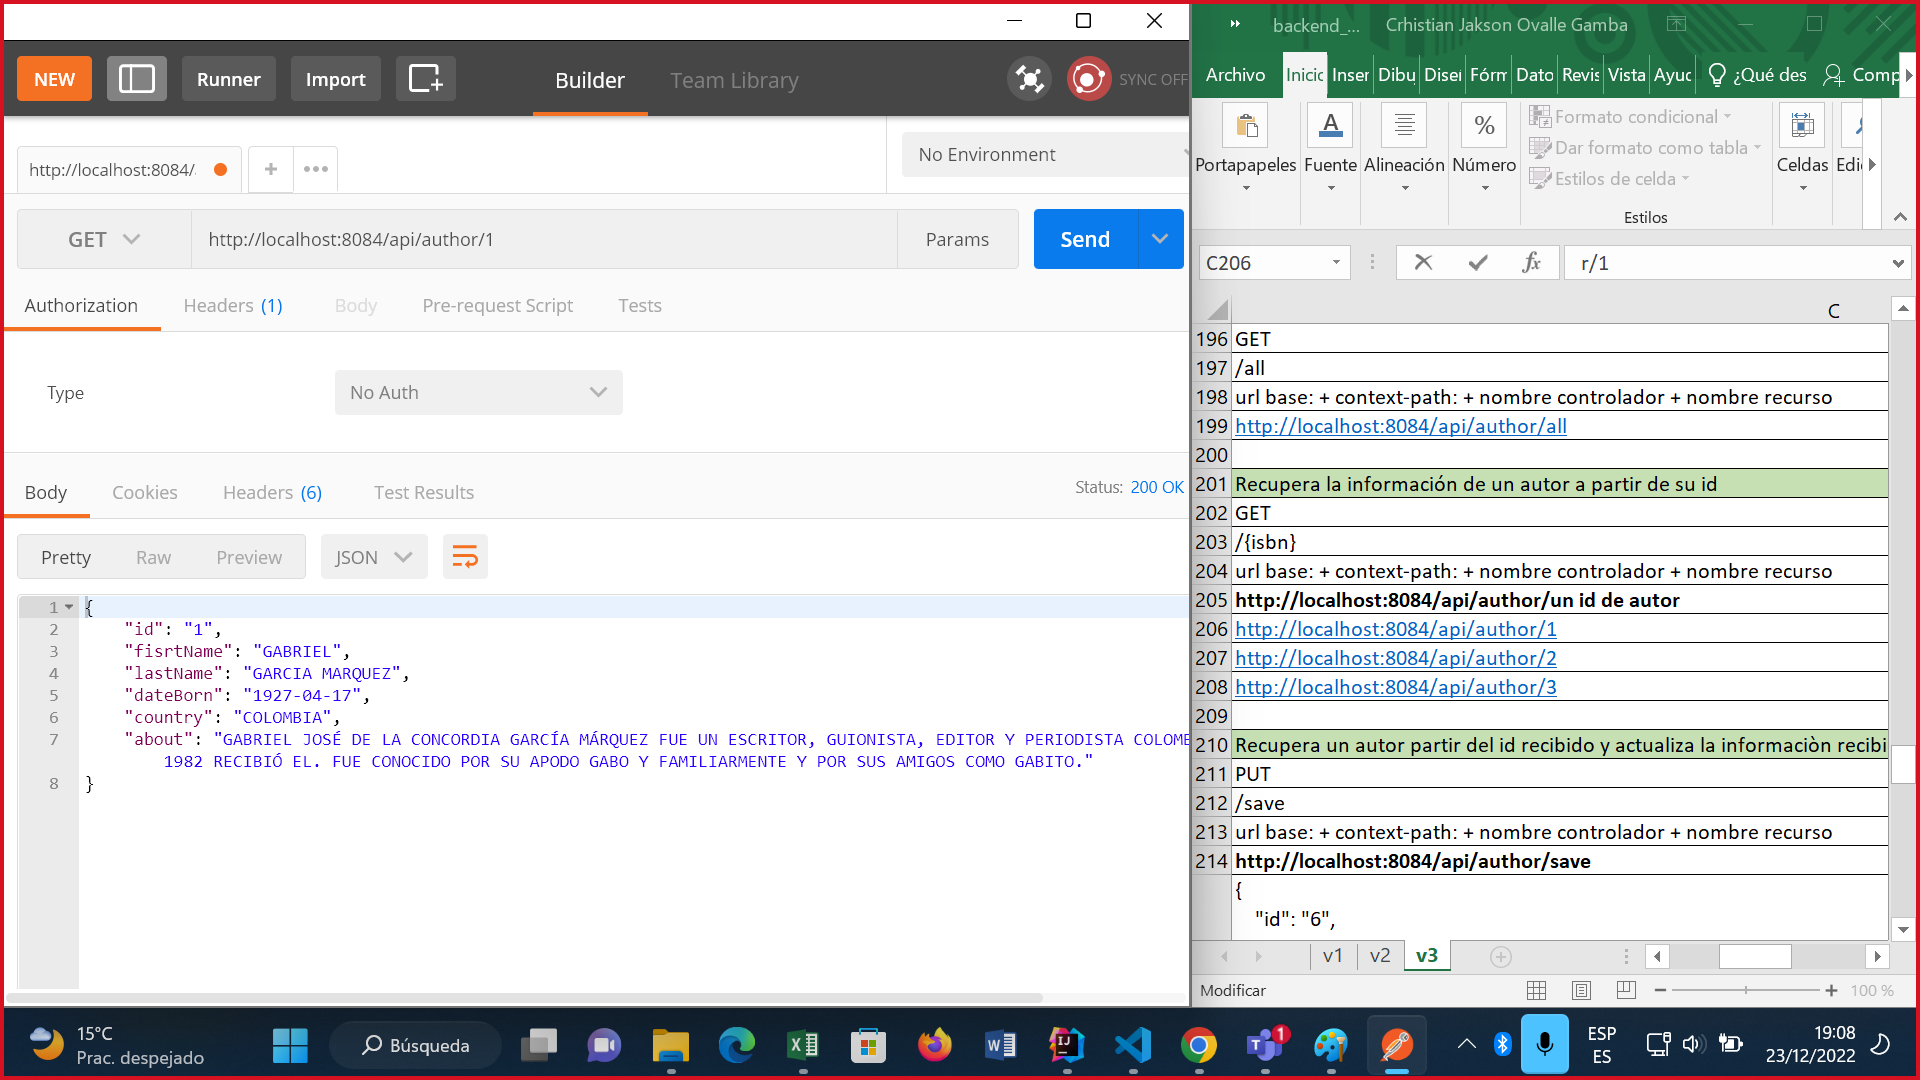 NEW
Runner
Import
Builder
Team Library
SYNC OFF
http://localhost:8084/
No Environment
GET
http://localhost:8084/api/author/1
Params
Send
Authorization
Headers (1)
Body
Pre-request Script
Tests
Type
No Auth
Body
Cookies
Headers (6)
Test Results
Status: 200 OK
Pretty
Raw
Preview
JSON
1 {
2 "id": "1",
3 "fisrtName": "GABRIEL",
4 "lastName": "GARCIA MARQUEZ",
5 "dateBorn": "1927-04-17",
6 "country": "COLOMBIA",
7 "about": "GABRIEL JOSÉ DE LA CONCORDIA GARCÍA MÁRQUEZ FUE UN ESCRITOR, GUIONISTA, EDITOR Y PERIODISTA COLOMB
1982 RECIBIÓ EL. FUE CONOCIDO POR SU APODO GABO Y FAMILIARMENTE Y POR SUS AMIGOS COMO GABITO."
8 }
backend_...
Crhistian Jakson Ovalle Gamba
Archivo
Inicio
Inser
Dibu
Diseí
Fórm
Dato
Revis
Vista
Ayuc
¿Qué des
Comp
Portapapeles
Fuente
Alineación
Número
Formato condicional
Dar formato como tabla
Estilos de celda
Estilos
Celdas
Edic
C206
fx
r/1
C
196 GET
197 /all
198 url base: + context-path: + nombre controlador + nombre recurso
199 http://localhost:8084/api/author/all
200
201 Recupera la información de un autor a partir de su id
202 GET
203 /{isbn}
204 url base: + context-path: + nombre controlador + nombre recurso
205 http://localhost:8084/api/author/un id de autor
206 http://localhost:8084/api/author/1
207 http://localhost:8084/api/author/2
208 http://localhost:8084/api/author/3
209
210 Recupera un autor partir del id recibido y actualiza la informaciòn recibi
211 PUT
212 /save
213 url base: + context-path: + nombre controlador + nombre recurso
214 http://localhost:8084/api/author/save
{
"id": "6",
v1
v2
v3
Modificar
100 %
15°C
Prac. despejado
Búsqueda
1
ESP
ES
19:08
23/12/2022